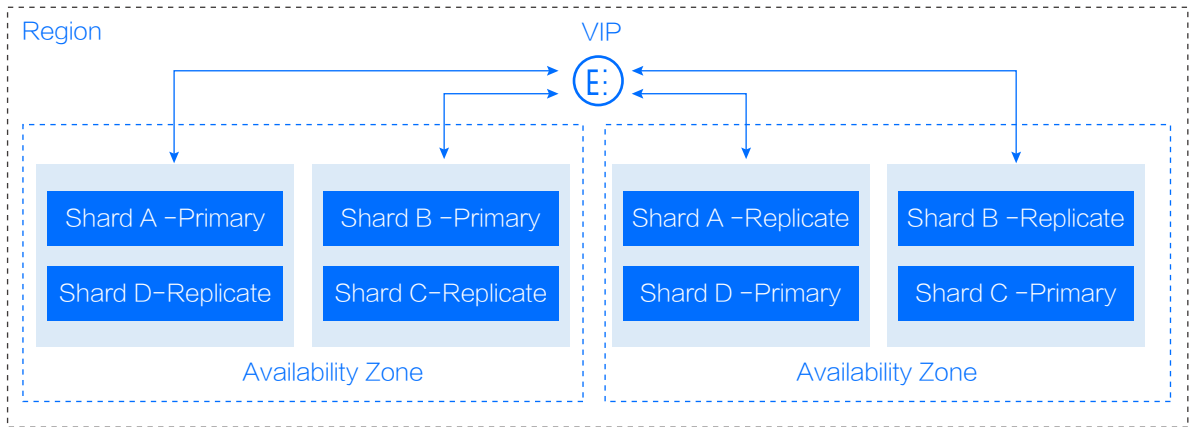 Region
VIP
E:
Shard A -Primary
Shard B -Primary
Shard A -Replicate
Shard B -Replicate
Shard D-Replicate
Shard C-Replicate
Shard D -Primary
Shard C -Primary
Availability Zone
Availability Zone